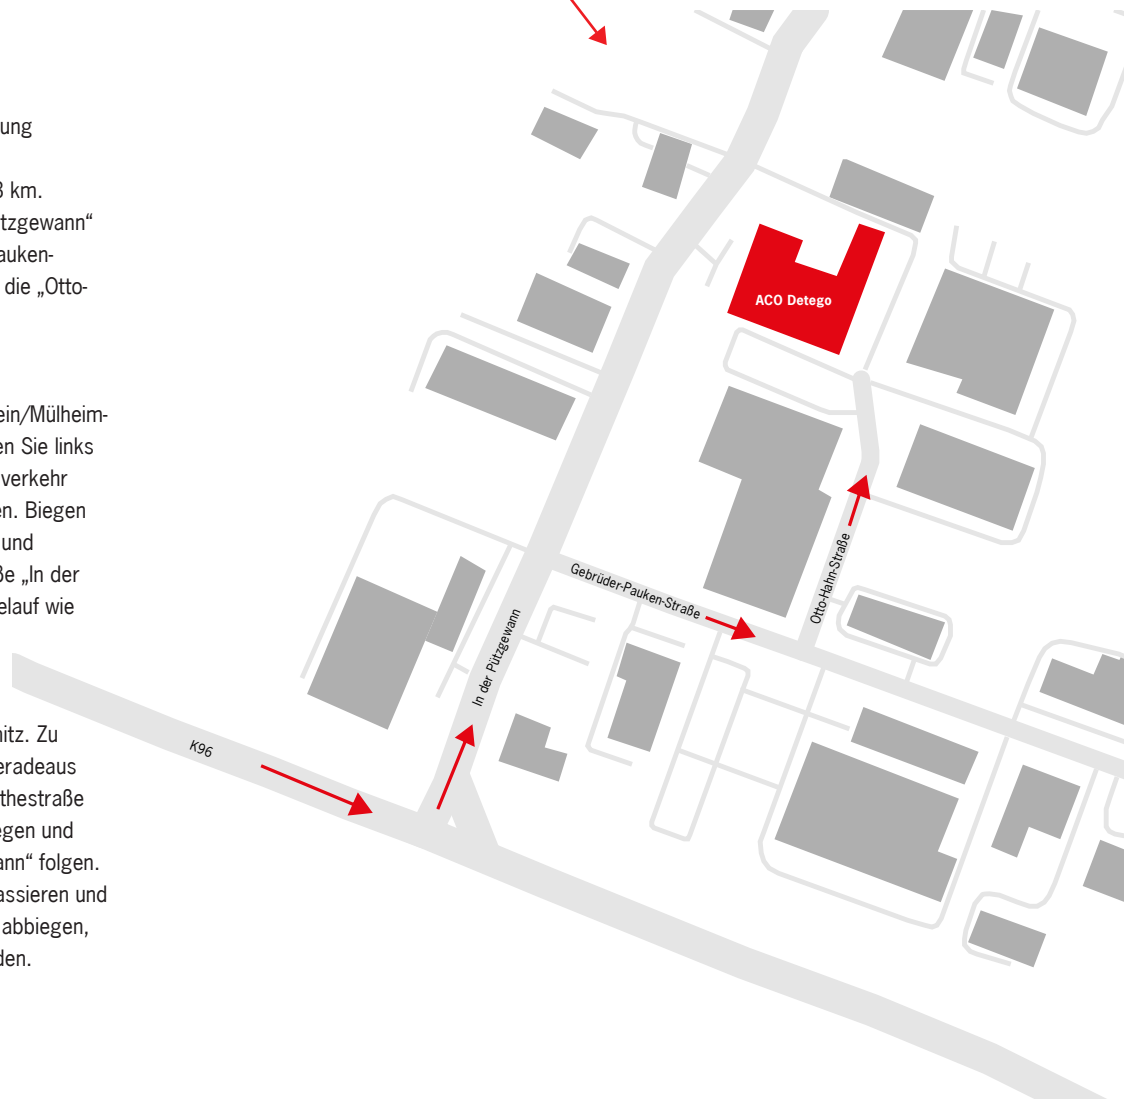 ung
3 km.
tzgewann“
auken-
die „Otto-
ein/Mülheim-
en Sie links
verkehr
en. Biegen
und
ße „In der
elauf wie
nitz. Zu
eradeaus
thestraße
egen und
ann“ folgen.
assieren und
abbiegen,
den.
ACO Detego
Gebrüder-Pauken-Straße
Otto-Hahn-Straße
In der Pützgewann
K96